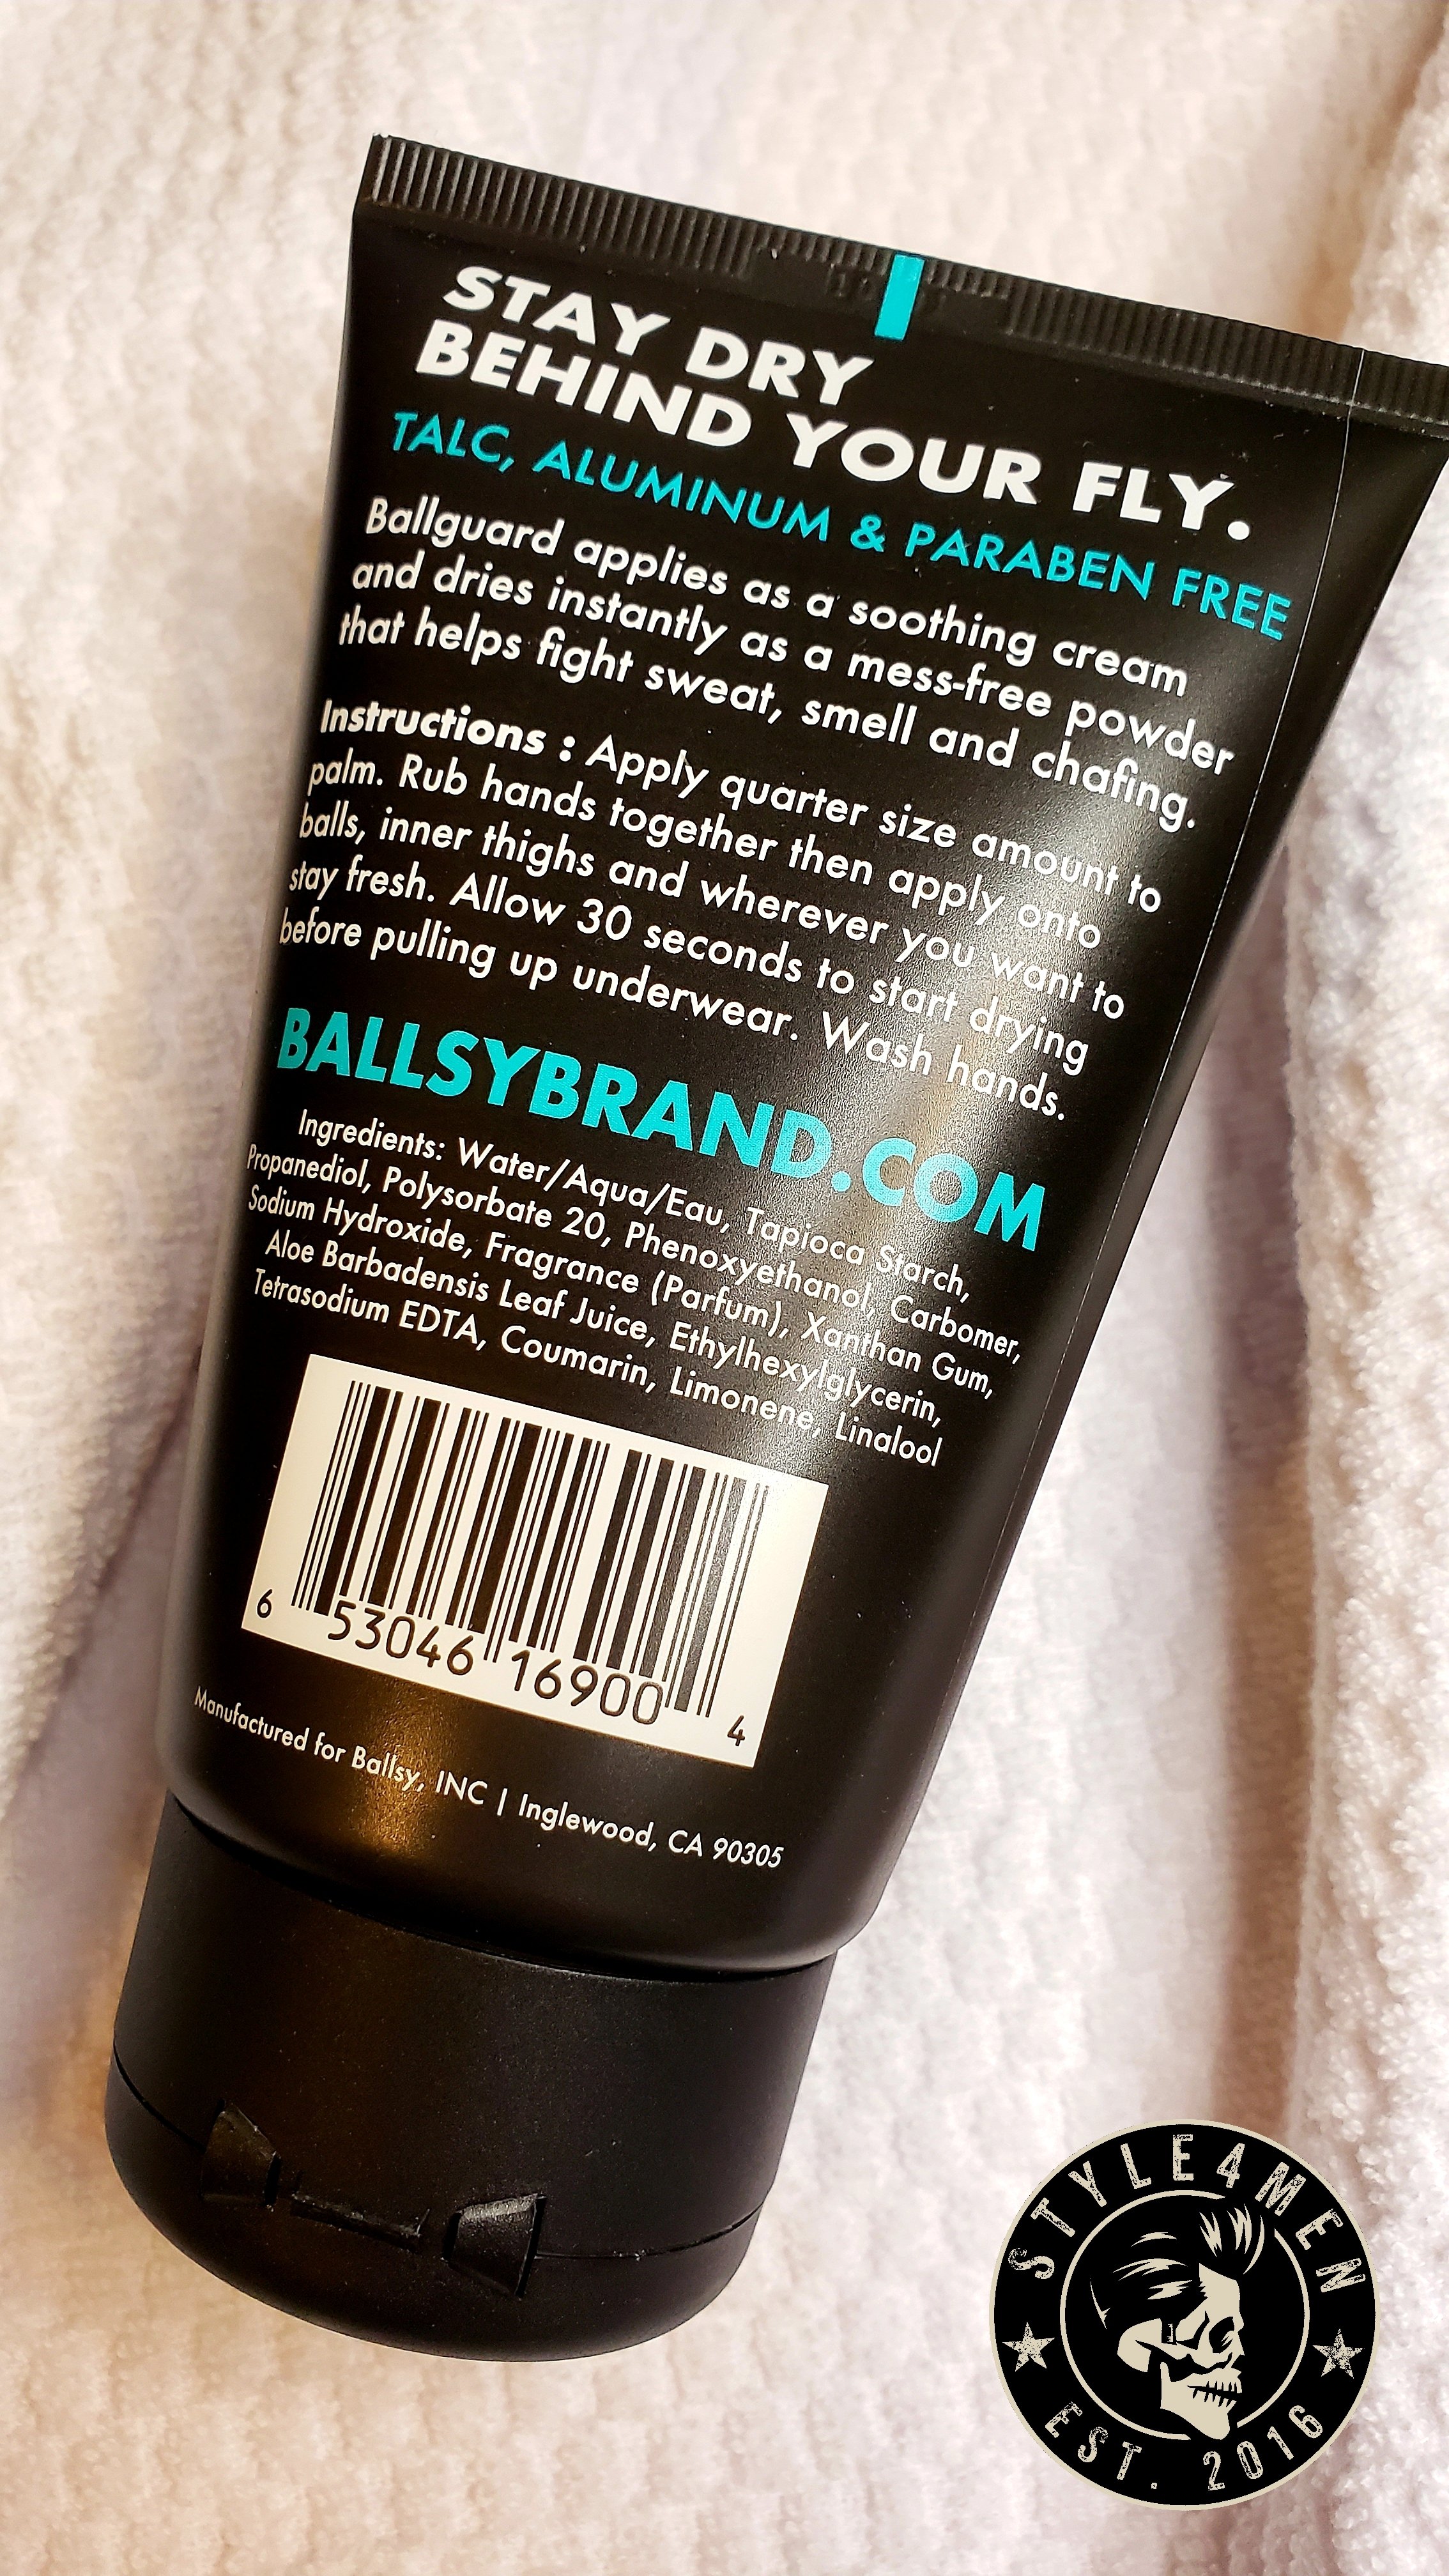 STAY DRY
BEHIND YOUR FLY.
TALC, ALUMINUM & PARABEN FREE
Ballguard applies as a soothing cream
and dries instantly as a mess-free powder
that helps fight sweat, smell and chafing.
Instructions : Apply quarter size amount to
palm. Rub hands together then apply onto
balls, inner thighs and wherever you want to
stay fresh. Allow 30 seconds to start drying
before pulling up underwear. Wash hands.
BALLSYBRAND.COM
Ingredients: Water/Aqua/Eau, Tapioca Starch,
Propanediol, Polysorbate 20, Phenoxyethanol, Carbomer,
Sodium Hydroxide, Fragrance (Parfum), Xanthan Gum,
Aloe Barbadensis Leaf Juice, Ethylhexylglycerin,
Tetrasodium EDTA, Coumarin, Limonene, Linalool
6 53046 16900 4
Manufactured for Ballsy, INC | Inglewood, CA 90305
STYLE4MEN
EST. 2016